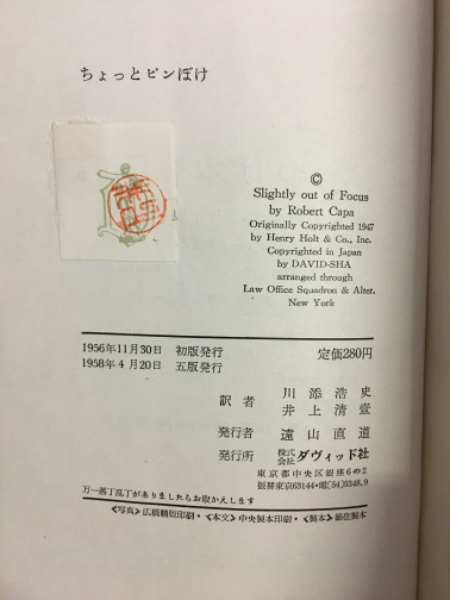 ちょっとピンぼけ
©
Slightly out of Focus
by Robert Capa
Originally Copyrighted 1947
by Henry Holt & Co., Inc.
Copyrighted in Japan
by DAVID-SHA
arranged through
Law Office Squadron & Alter.
New York
1956年11月30日 初版発行 定価280円
1958年4月20日 五版発行
訳者 川添浩史
井上清壹
発行者 遠山直道
発行所 株式会社 ダヴィッド社
東京都中央区銀座6の2
振替東京63144・電(54)5348.9
万一落丁乱丁がありましたらお取かえします
《写真》広橋 印刷・《本文》中央製本印刷・《製本》 製本